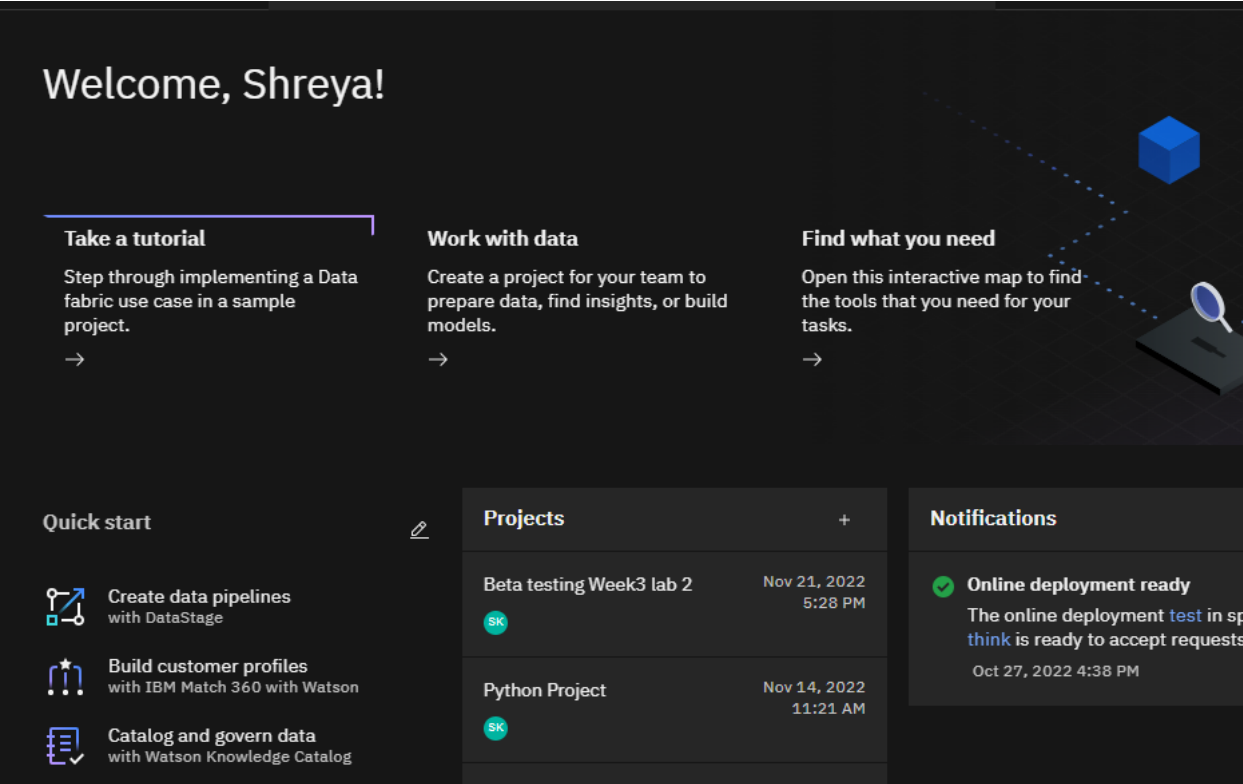 Welcome, Shreya!
Take a tutorial
Step through implementing a Data
fabric use case in a sample
project.
Work with data
Create a project for your team to
prepare data, find insights, or build
models.
Find what you need
Open this interactive map to find
the tools that you need for your
tasks.
Quick start
Create data pipelines
with DataStage
Build customer profiles
with IBM Match 360 with Watson
Catalog and govern data
with Watson Knowledge Catalog
Projects
Beta testing Week3 lab 2
Nov 21, 2022
5:28 PM
SK
Python Project
Nov 14, 2022
11:21 AM
SK
Notifications
Online deployment ready
The online deployment test in sp
think is ready to accept requests
Oct 27, 2022 4:38 PM